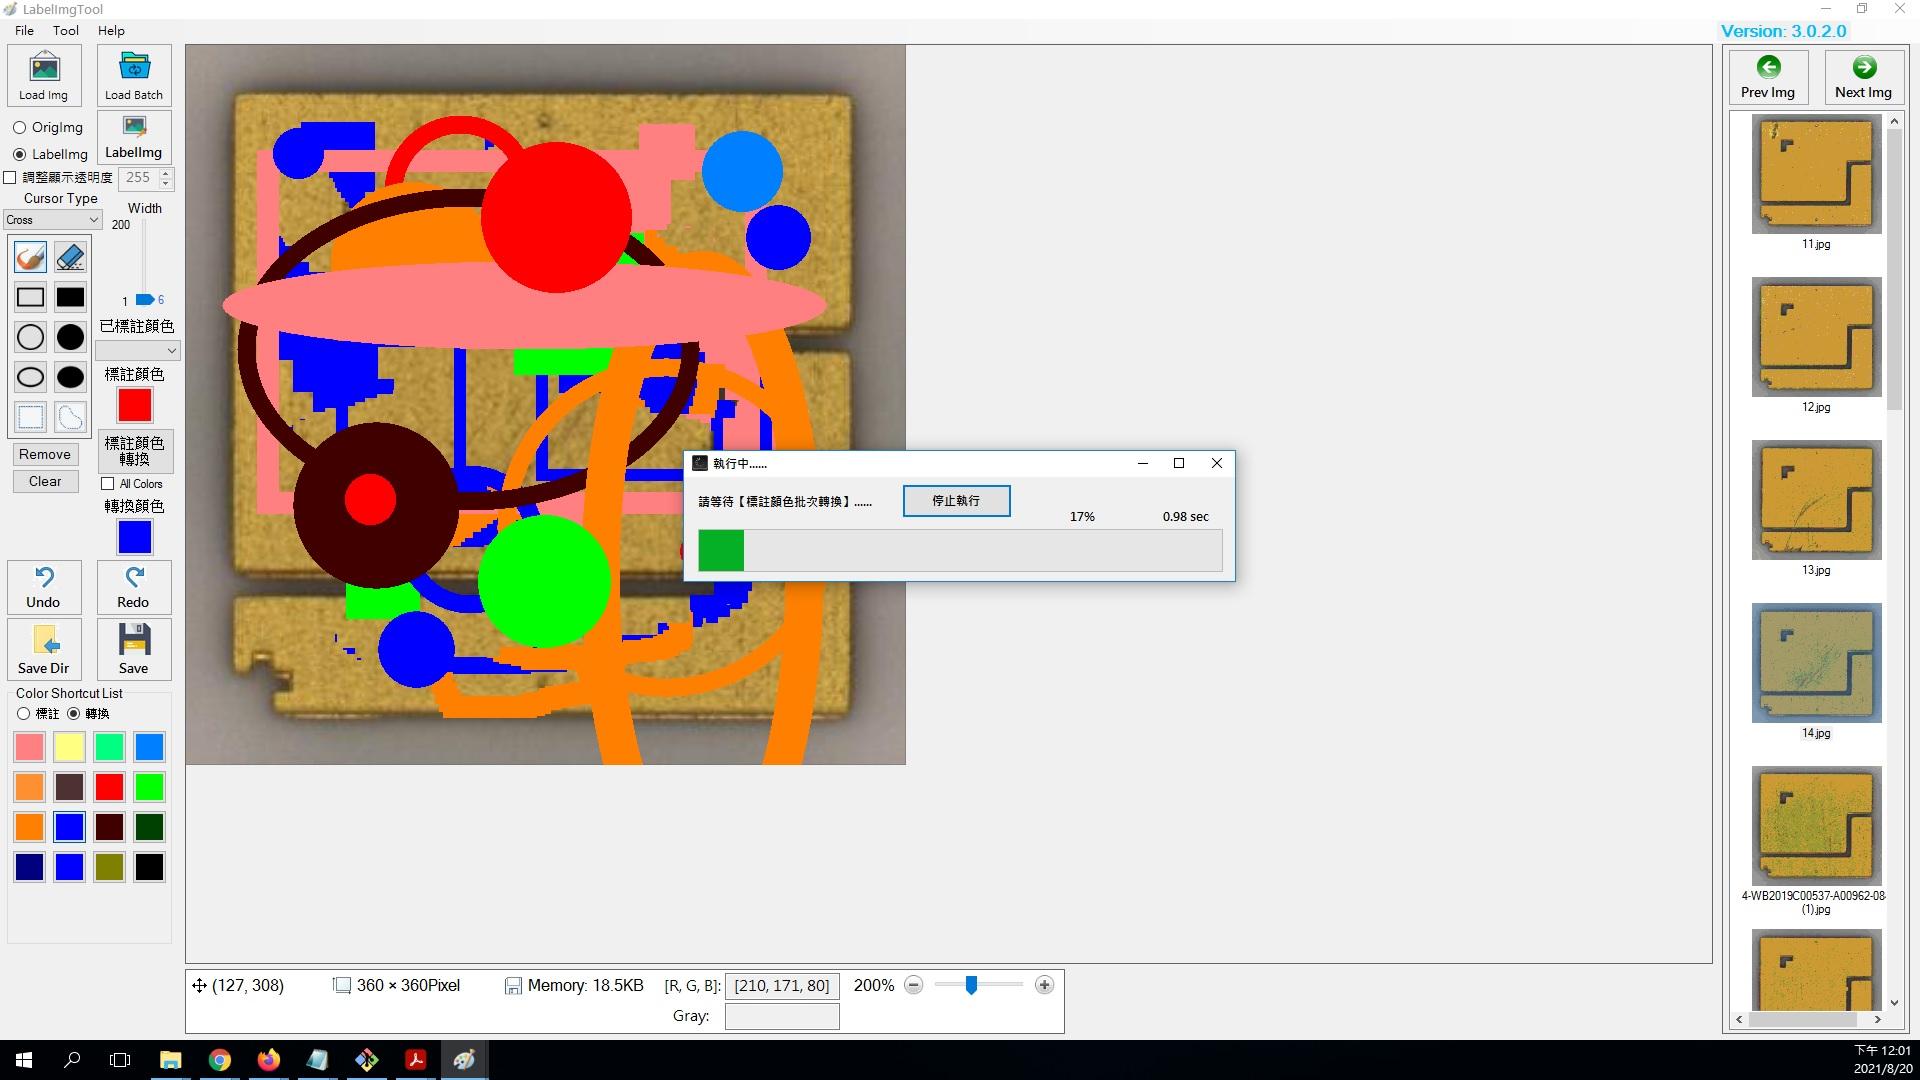 LabelImgTool
File Tool Help
Version: 3.0.2.0
Load Img
Load Batch
OrigImg
LabelImg
LabelImg
調整顯示透明度 255
Cursor Type
Cross
Width
200
1 6
已標註顏色
標註顏色
標註顏色
轉換
Remove
Clear
All Colors
轉換顏色
Undo
Redo
Save Dir
Save
Color Shortcut List
標註 轉換
執行中......
請等待【標註顏色批次轉換】......
停止執行
17%
0.98 sec
Prev Img
Next Img
11.jpg
12.jpg
13.jpg
14.jpg
4-WB2019C00537-A00962-08
(1).jpg
(127, 308)
360 × 360Pixel
Memory: 18.5KB
[R, G, B]: [210, 171, 80]
200%
Gray:
下午 12:01
2021/8/20